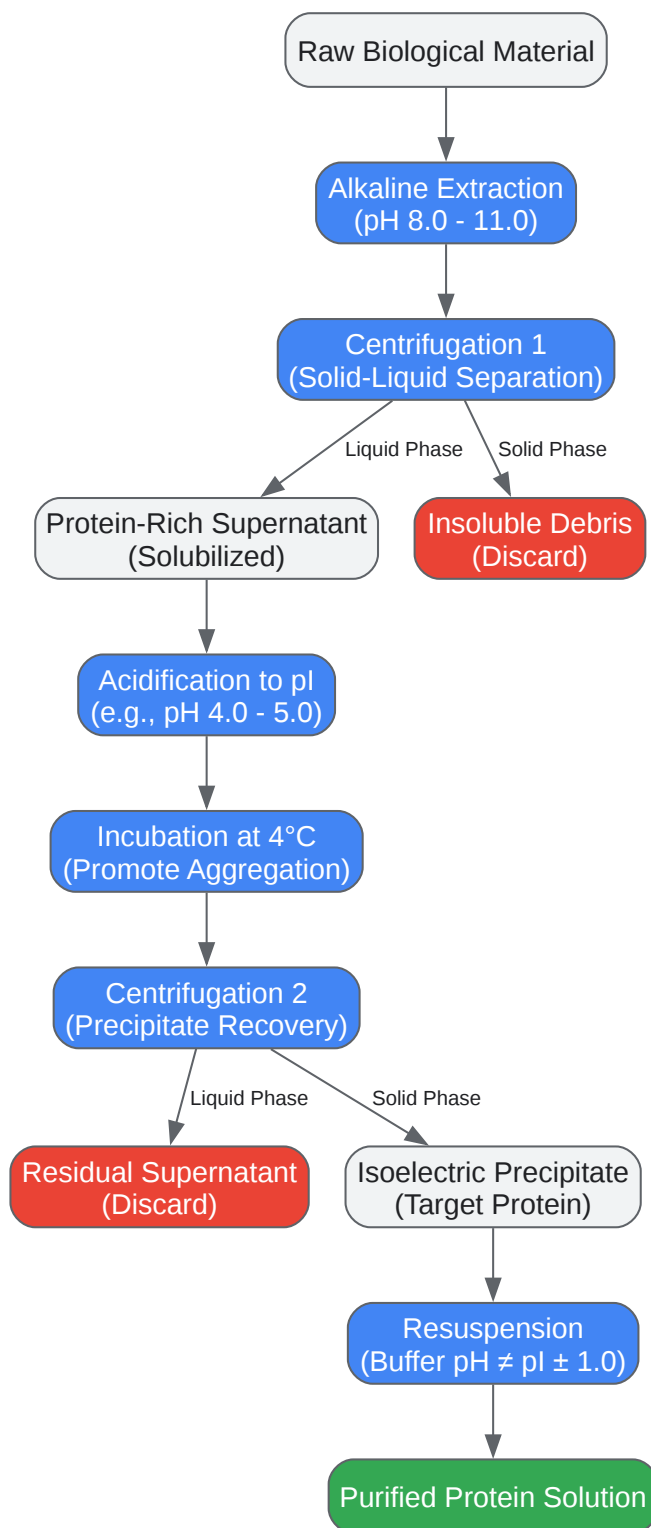 Raw Biological Material
Alkaline Extraction
(pH 8.0 - 11.0)
Centrifugation 1
(Solid-Liquid Separation)
Liquid Phase
Solid Phase
Protein-Rich Supernatant
(Solubilized)
Insoluble Debris
(Discard)
Acidification to pI
(e.g., pH 4.0 - 5.0)
Incubation at 4°C
(Promote Aggregation)
Centrifugation 2
(Precipitate Recovery)
Liquid Phase
Solid Phase
Residual Supernatant
(Discard)
Isoelectric Precipitate
(Target Protein)
Resuspension
(Buffer pH ≠ pI ± 1.0)
Purified Protein Solution